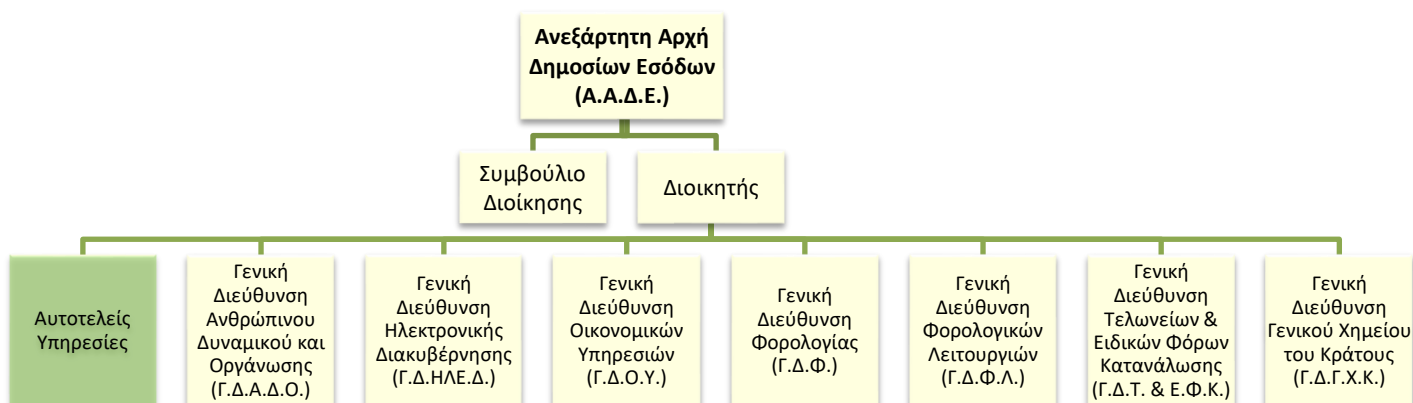 Ανεξάρτητη Αρχή
Δημοσίων Εσόδων
(Α.Α.Δ.Ε.)
Συμβούλιο
Διοίκησης
Διοικητής
Αυτοτελείς
Υπηρεσίες
Γενική
Διεύθυνση
Ανθρώπινου
Δυναμικού και
Οργάνωσης
(Γ.Δ.Α.Δ.Ο.)
Γενική
Διεύθυνση
Ηλεκτρονικής
Διακυβέρνησης
(Γ.Δ.ΗΛΕ.Δ.)
Γενική
Διεύθυνση
Οικονομικών
Υπηρεσιών
(Γ.Δ.Ο.Υ.)
Γενική
Διεύθυνση
Φορολογίας
(Γ.Δ.Φ.)
Γενική
Διεύθυνση
Φορολογικών
Λειτουργιών
(Γ.Δ.Φ.Λ.)
Γενική
Διεύθυνση
Τελωνείων &
Ειδικών Φόρων
Κατανάλωσης
(Γ.Δ.Τ. & Ε.Φ.Κ.)
Γενική
Διεύθυνση
Γενικού Χημείου
του Κράτους
(Γ.Δ.Γ.Χ.Κ.)